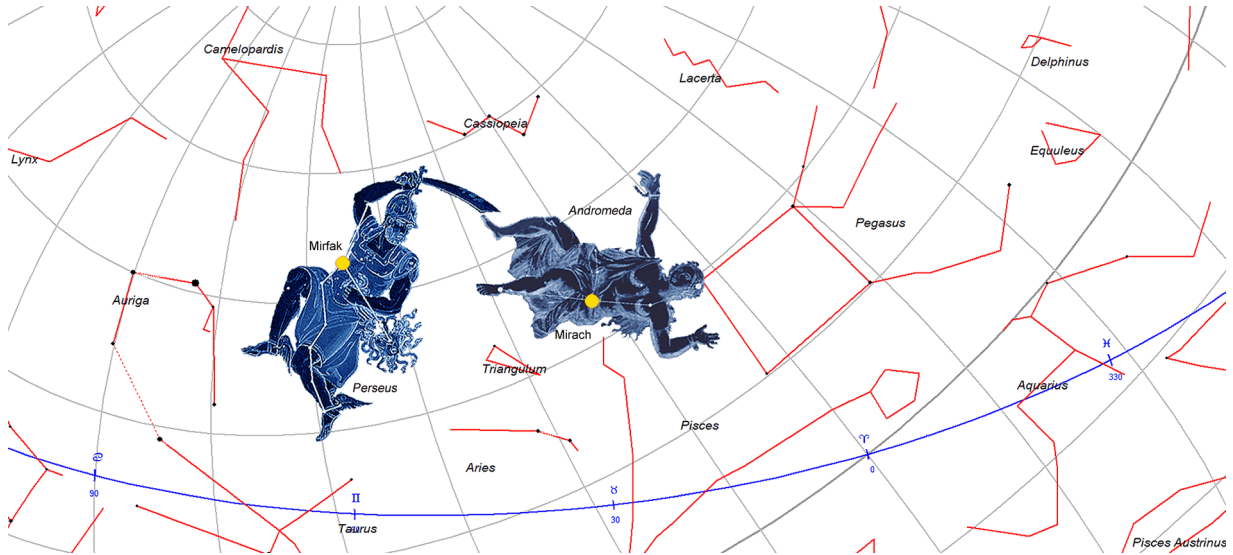 Camelopardis
Lacerta
Delphinus
Cassiopeia
Lynx
Equuleus
Andromeda
Pegasus
Mirfak
Auriga
Mirach
♓
330
Triangulum
Perseus
Aquarius
Pisces
♈
0
Aries
♋
90
♉
30
♊
Taurus
Pisces Austrinus